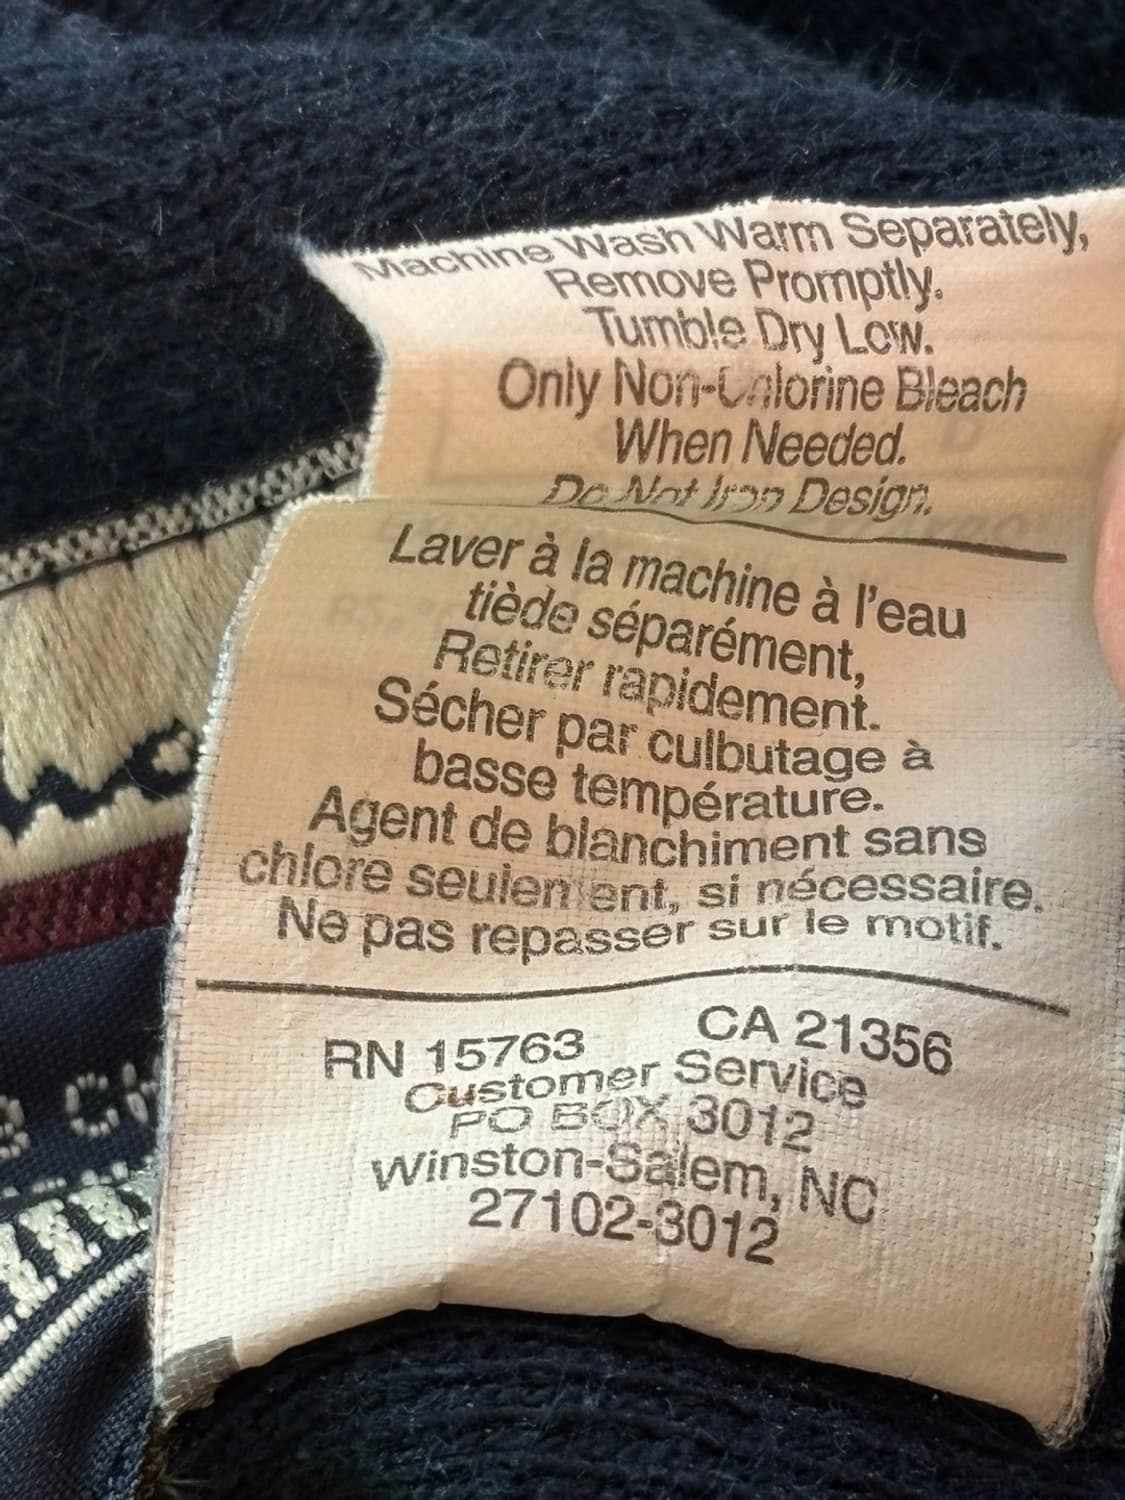 Machine Wash Warm Separately,
Remove Promptly.
Tumble Dry Low.
Only Non-Chlorine Bleach
When Needed.
Do Not Iron Design.
Laver à la machine à l'eau
tiède séparément,
Retirer rapidement.
Sécher par culbutage à
basse température.
Agent de blanchiment sans
chlore seulement, si nécessaire.
Ne pas repasser sur le motif.
RN 15763 CA 21356
Customer Service
PO BOX 3012
Winston-Salem, NC
27102-3012